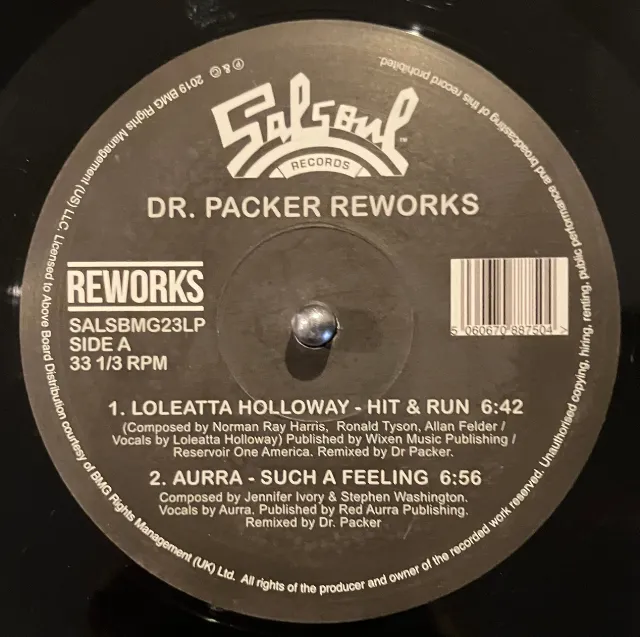 Salsoul
RECORDS
TM
DR. PACKER REWORKS
REWORKS
SALSBMG23LP
SIDE A
33 1/3 RPM
5 060670 887504 >
1. LOLEATTA HOLLOWAY - HIT & RUN 6:42
(Composed by Norman Ray Harris, Ronald Tyson, Allan Felder /
Vocals by Loleatta Holloway) Published by Wixen Music Publishing /
Reservoir One America. Remixed by Dr Packer.
2. AURRA - SUCH A FEELING 6:56
Composed by Jennifer Ivory & Stephen Washington.
Vocals by Aurra. Published by Red Aurra Publishing.
Remixed by Dr. Packer
℗ & © 2019 BMG Rights Management (US) LLC. Licensed to Above Board Distribution courtesy of BMG Rights Management (UK) Ltd. All rights of the producer and owner of the recorded work reserved. Unauthorised copying, hiring, renting, public performance and broadcasting of this record prohibited.